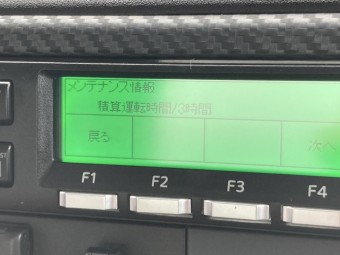 メンテナンス情報
積算運転時間/3時間
戻る 次へ
F1 F2 F3 F4